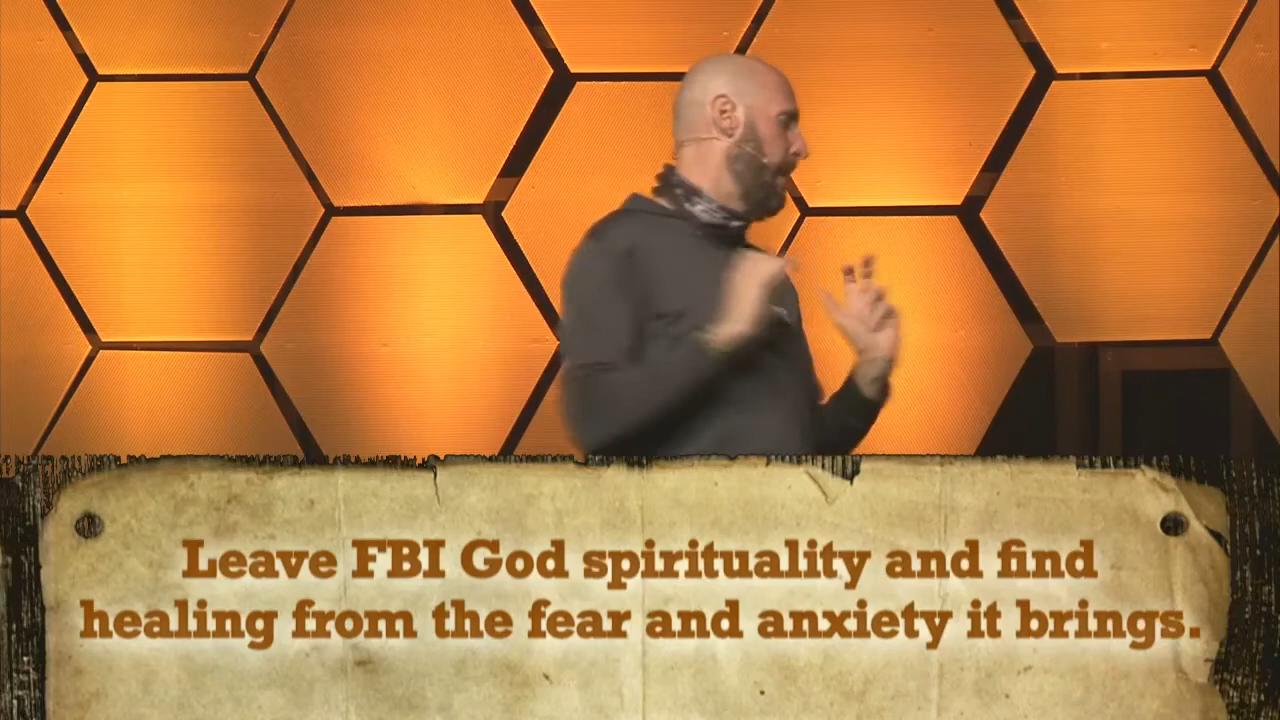 Leave FBI God spirituality and find
healing from the fear and anxiety it brings.